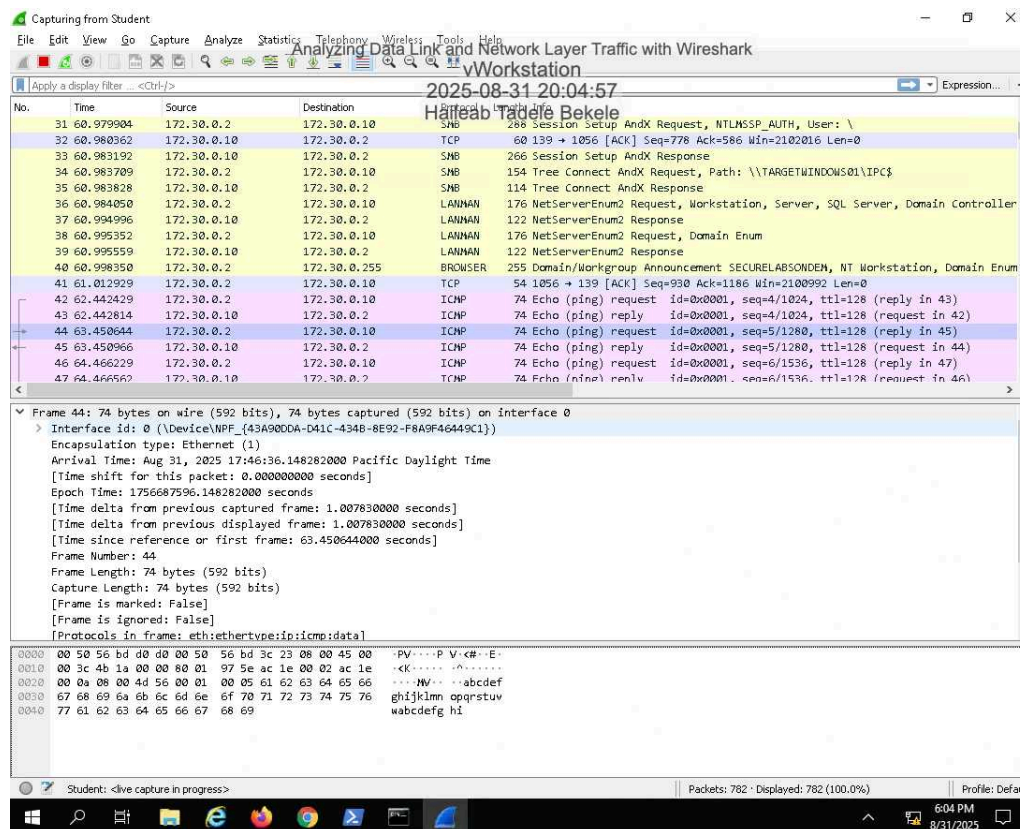 Capturing from Student
File Edit View Go Capture Analyze Statistics Telephony Wireless Tools Help
Analyzing Data Link and Network Layer Traffic with Wireshark
vWorkstation
2025-08-31 20:04:57
Haileab Tadele Bekele
Apply a display filter ... <Ctrl-/>
Expression...
No. Time Source Destination Protocol Length Info
31 60.979904 172.30.0.2 172.30.0.10 SMB 288 Session Setup AndX Request, NTLMSSP_AUTH, User: \
32 60.980362 172.30.0.10 172.30.0.2 TCP 60 139 → 1056 [ACK] Seq=778 Ack=586 Win=2102016 Len=0
33 60.983192 172.30.0.10 172.30.0.2 SMB 266 Session Setup AndX Response
34 60.983709 172.30.0.2 172.30.0.10 SMB 154 Tree Connect AndX Request, Path: \\TARGETWINDOWS01\IPC$
35 60.983828 172.30.0.10 172.30.0.2 SMB 114 Tree Connect AndX Response
36 60.984050 172.30.0.2 172.30.0.10 LANMAN 176 NetServerEnum2 Request, Workstation, Server, SQL Server, Domain Controller
37 60.994996 172.30.0.10 172.30.0.2 LANMAN 122 NetServerEnum2 Response
38 60.995352 172.30.0.2 172.30.0.10 LANMAN 176 NetServerEnum2 Request, Domain Enum
39 60.995559 172.30.0.10 172.30.0.2 LANMAN 122 NetServerEnum2 Response
40 60.998350 172.30.0.2 172.30.0.255 BROWSER 255 Domain/Workgroup Announcement SECURELABSONDEM, NT Workstation, Domain Enum
41 61.012929 172.30.0.2 172.30.0.10 TCP 54 1056 → 139 [ACK] Seq=930 Ack=1186 Win=2100992 Len=0
42 62.442429 172.30.0.2 172.30.0.10 ICMP 74 Echo (ping) request id=0x0001, seq=4/1024, ttl=128 (reply in 43)
43 62.442814 172.30.0.10 172.30.0.2 ICMP 74 Echo (ping) reply id=0x0001, seq=4/1024, ttl=128 (request in 42)
44 63.450644 172.30.0.2 172.30.0.10 ICMP 74 Echo (ping) request id=0x0001, seq=5/1280, ttl=128 (reply in 45)
45 63.450966 172.30.0.10 172.30.0.2 ICMP 74 Echo (ping) reply id=0x0001, seq=5/1280, ttl=128 (request in 44)
46 64.466229 172.30.0.2 172.30.0.10 ICMP 74 Echo (ping) request id=0x0001, seq=6/1536, ttl=128 (reply in 47)
47 64.466562 172.30.0.10 172.30.0.2 ICMP 74 Echo (ping) reply id=0x0001, seq=6/1536, ttl=128 (request in 46)
Frame 44: 74 bytes on wire (592 bits), 74 bytes captured (592 bits) on interface 0
Interface id: 0 (\Device\NPF_{43A90DDA-D41C-434B-8E92-F8A9F46449C1})
Encapsulation type: Ethernet (1)
Arrival Time: Aug 31, 2025 17:46:36.148282000 Pacific Daylight Time
[Time shift for this packet: 0.000000000 seconds]
Epoch Time: 1756687596.148282000 seconds
[Time delta from previous captured frame: 1.007830000 seconds]
[Time delta from previous displayed frame: 1.007830000 seconds]
[Time since reference or first frame: 63.450644000 seconds]
Frame Number: 44
Frame Length: 74 bytes (592 bits)
Capture Length: 74 bytes (592 bits)
[Frame is marked: False]
[Frame is ignored: False]
[Protocols in frame: eth:ethertype:ip:icmp:data]
0000 00 50 56 bd d0 d0 00 50 56 bd 3c 23 08 00 45 00 ·PV····P V·<#··E·
0010 00 3c 4b 1a 00 00 80 01 97 5e ac 1e 00 02 ac 1e ·<K····· ·^······
0020 00 0a 08 00 4d 56 00 01 00 05 61 62 63 64 65 66 ····MV·· ··abcdef
0030 67 68 69 6a 6b 6c 6d 6e 6f 70 71 72 73 74 75 76 ghijklmn opqrstuv
0040 77 61 62 63 64 65 66 67 68 69 wabcdefg hi
Student: <live capture in progress> Packets: 782 · Displayed: 782 (100.0%) Profile: Defau
6:04 PM
8/31/2025